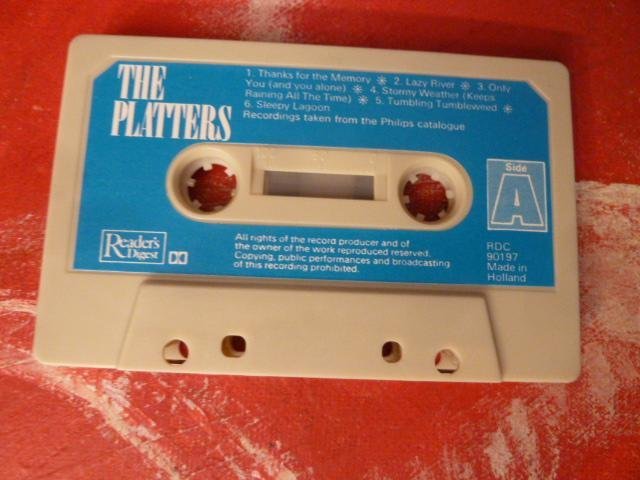 THE
PLATTERS
1. Thanks for the Memory ✻ 2. Lazy River ✻ 3. Only
You (and you alone) ✻ 4. Stormy Weather (Keeps
Raining All The Time) ✻ 5. Tumbling Tumbleweed ✻
6. Sleepy Lagoon
Recordings taken from the Philips catalogue
Side
A
Reader's
Digest
All rights of the record producer and of
the owner of the work reproduced reserved.
Copying, public performances and broadcasting
of this recording prohibited.
RDC
90197
Made in
Holland